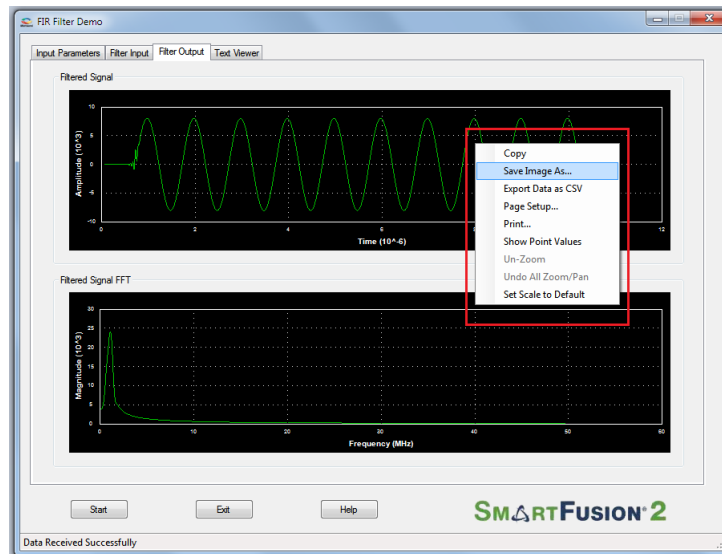 FIR Filter Demo
Input Parameters Filter Input Filter Output Text Viewer
Filtered Signal
10
5
0
-5
-10
Amplitude (10^3)
0 2 4 6 8 12
Time (10^-6)
Copy
Save Image As...
Export Data as CSV
Page Setup...
Print...
Show Point Values
Un-Zoom
Undo All Zoom/Pan
Set Scale to Default
Filtered Signal FFT
30
25
20
15
10
5
0
Magnitude (10^3)
0 10 20 30 40 50 60
Frequency (MHz)
Start Exit Help SMARTFUSION 2
Data Received Successfully